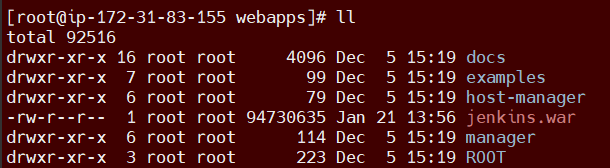 [root@ip-172-31-83-155 webapps]# ll
total 92516
drwxr-xr-x 16 root root     4096 Dec  5 15:19 docs
drwxr-xr-x  7 root root       99 Dec  5 15:19 examples
drwxr-xr-x  6 root root       79 Dec  5 15:19 host-manager
-rw-r--r--  1 root root 94730635 Jan 21 13:56 jenkins.war
drwxr-xr-x  6 root root      114 Dec  5 15:19 manager
drwxr-xr-x  3 root root      223 Dec  5 15:19 ROOT